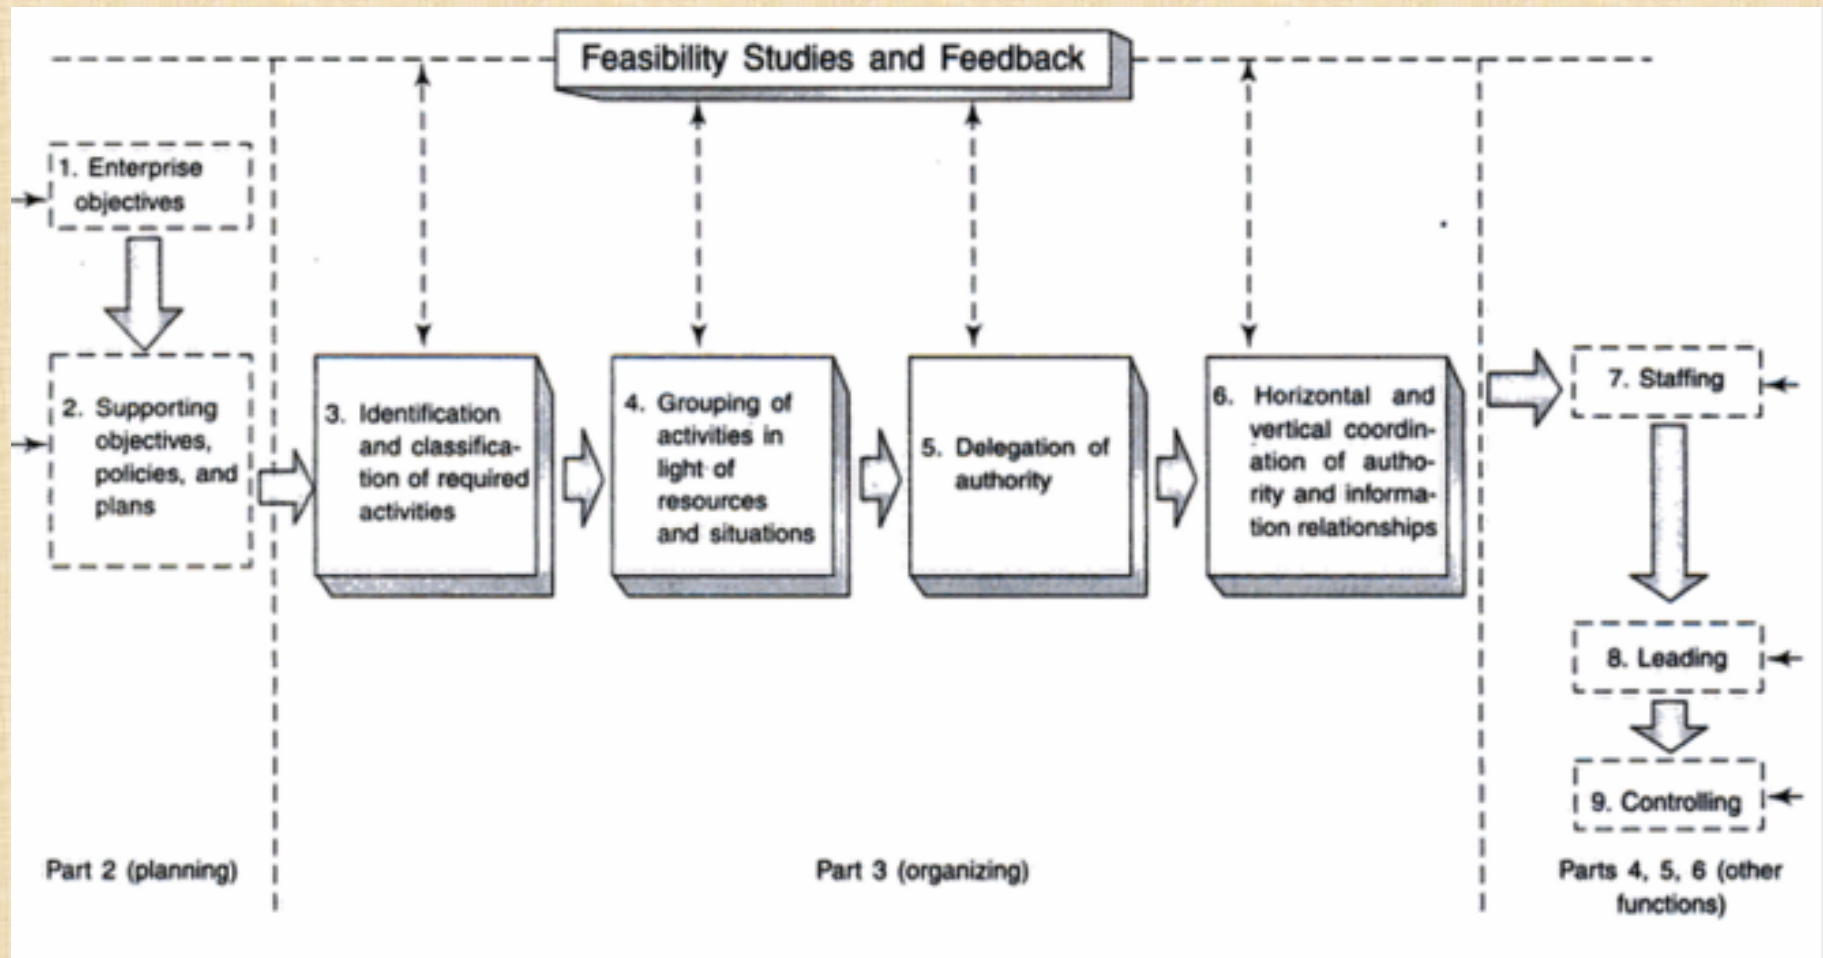 Feasibility Studies and Feedback
1. Enterprise
objectives
2. Supporting
objectives,
policies, and
plans
3. Identification
and classifica-
tion of required
activities
4. Grouping of
activities in
light of
resources
and situations
5. Delegation of
authority
6. Horizontal and
vertical coordin-
ation of autho-
rity and informa-
tion relationships
7. Staffing
8. Leading
9. Controlling
Part 2 (planning)
Part 3 (organizing)
Parts 4, 5, 6 (other
functions)